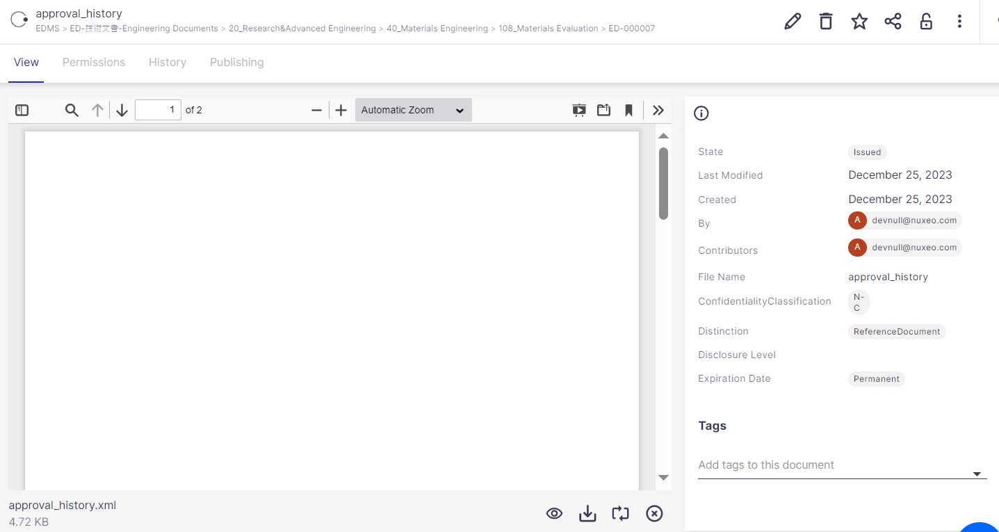 approval_history
EDMS > ED-技術文書-Engineering Documents > 20_Research&Advanced Engineering > 40_Materials Engineering > 108_Materials Evaluation > ED-000007
View Permissions History Publishing
1 of 2 Automatic Zoom
State Issued
Last Modified December 25, 2023
Created December 25, 2023
By A devnull@nuxeo.com
Contributors A devnull@nuxeo.com
File Name approval_history
ConfidentialityClassification N-
C
Distinction ReferenceDocument
Disclosure Level
Expiration Date Permanent
Tags
Add tags to this document
approval_history.xml
4.72 KB